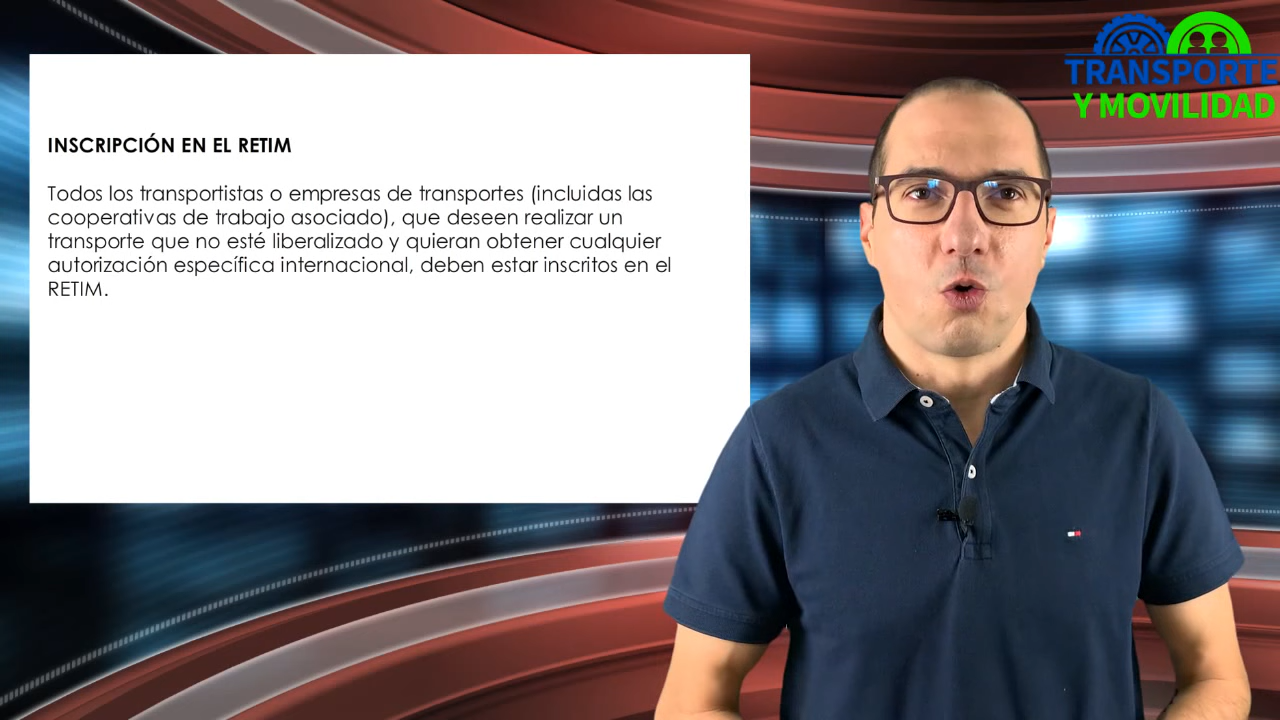 TRANSPORTE
Y MOVILIDAD
INSCRIPCIÓN EN EL RETIM
Todos los transportistas o empresas de transportes (incluidas las
cooperativas de trabajo asociado), que deseen realizar un
transporte que no esté liberalizado y quieran obtener cualquier
autorización específica internacional, deben estar inscritos en el
RETIM.